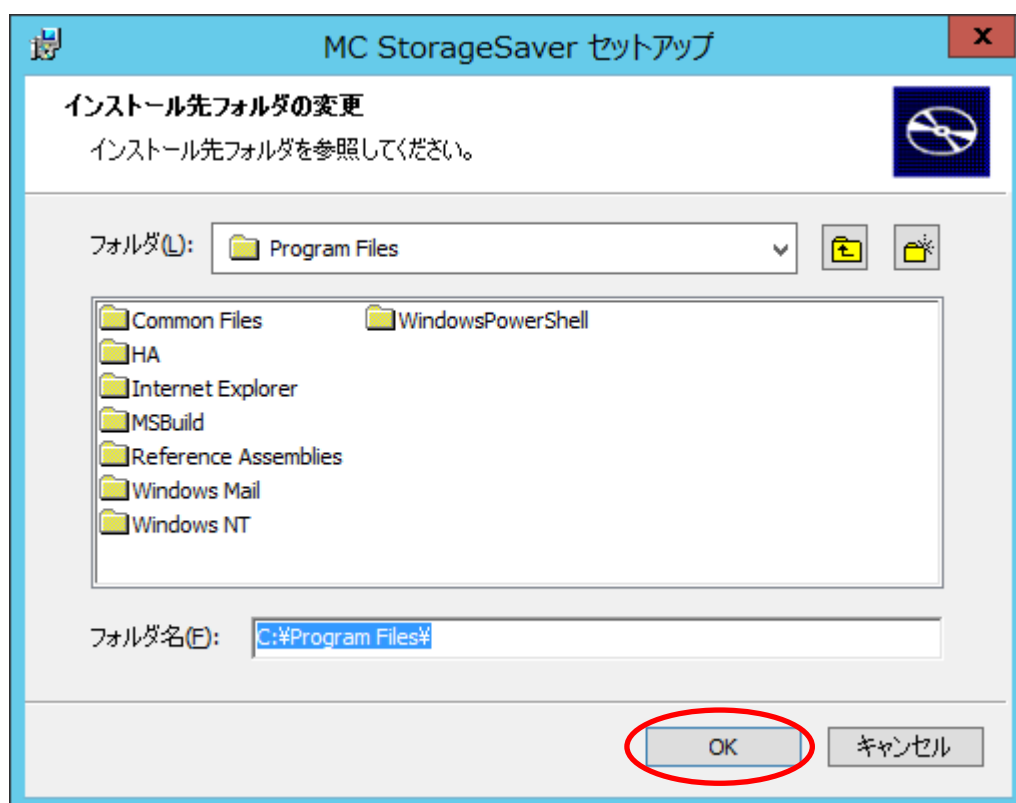 MC StorageSaver セットアップ
インストール先フォルダの変更
インストール先フォルダを参照してください。
フォルダ(L): Program Files
Common Files WindowsPowerShell
HA
Internet Explorer
MSBuild
Reference Assemblies
Windows Mail
Windows NT
フォルダ名(F): C:¥Program Files¥
OK キャンセル